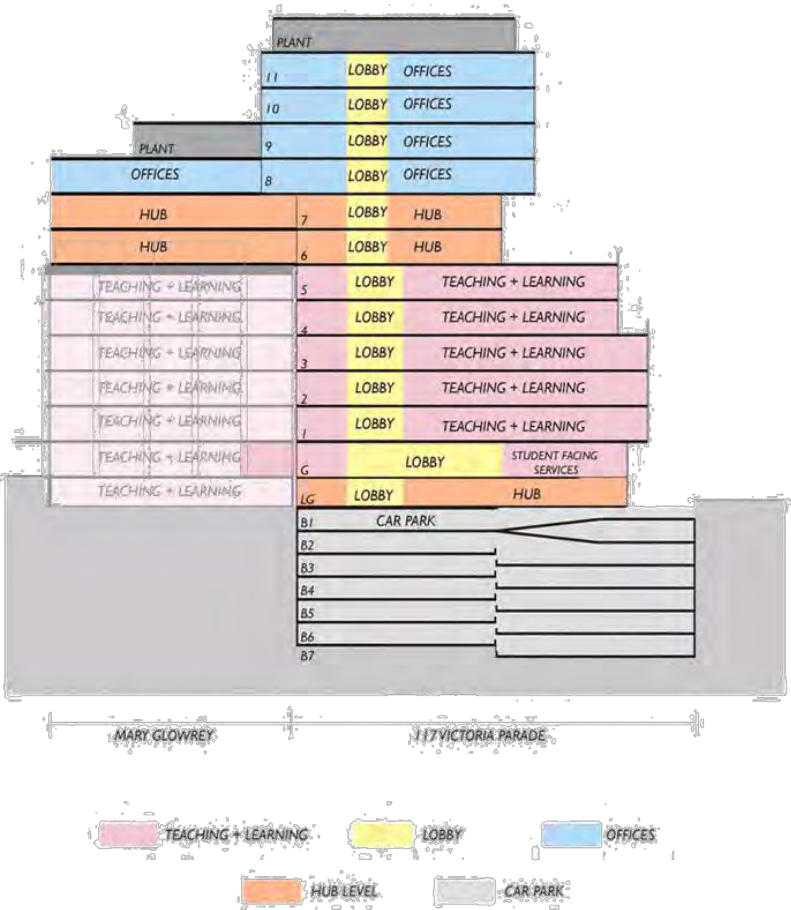 PLANT
11 LOBBY OFFICES
10 LOBBY OFFICES
PLANT 9 LOBBY OFFICES
OFFICES 8 LOBBY OFFICES
HUB 7 LOBBY HUB
HUB 6 LOBBY HUB
TEACHING + LEARNING 5 LOBBY TEACHING + LEARNING
TEACHING + LEARNING 4 LOBBY TEACHING + LEARNING
TEACHING + LEARNING 3 LOBBY TEACHING + LEARNING
TEACHING + LEARNING 2 LOBBY TEACHING + LEARNING
TEACHING + LEARNING 1 LOBBY TEACHING + LEARNING
TEACHING + LEARNING G LOBBY STUDENT FACING
SERVICES
TEACHING + LEARNING LG LOBBY HUB
B1 CAR PARK
B2
B3
B4
B5
B6
B7
MARY GLOWREY 117 VICTORIA PARADE
TEACHING + LEARNING LOBBY OFFICES
HUB LEVEL CAR PARK